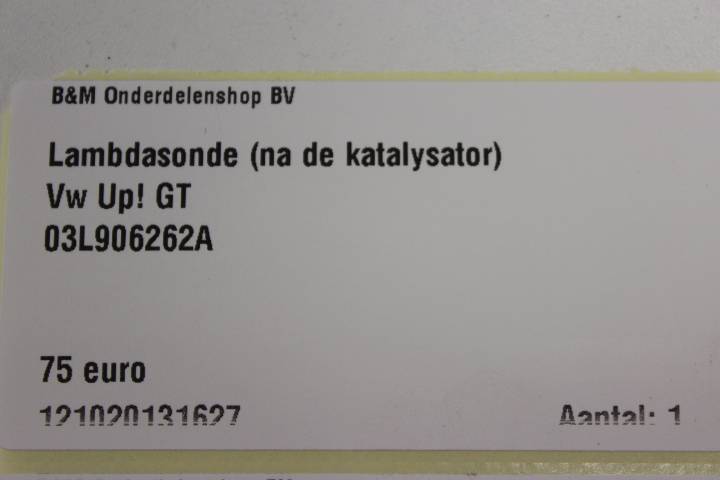 B&M Onderdelenshop BV
Lambdasonde (na de katalysator)
Vw Up! GT
03L906262A
75 euro
121020131627 Aantal: 1